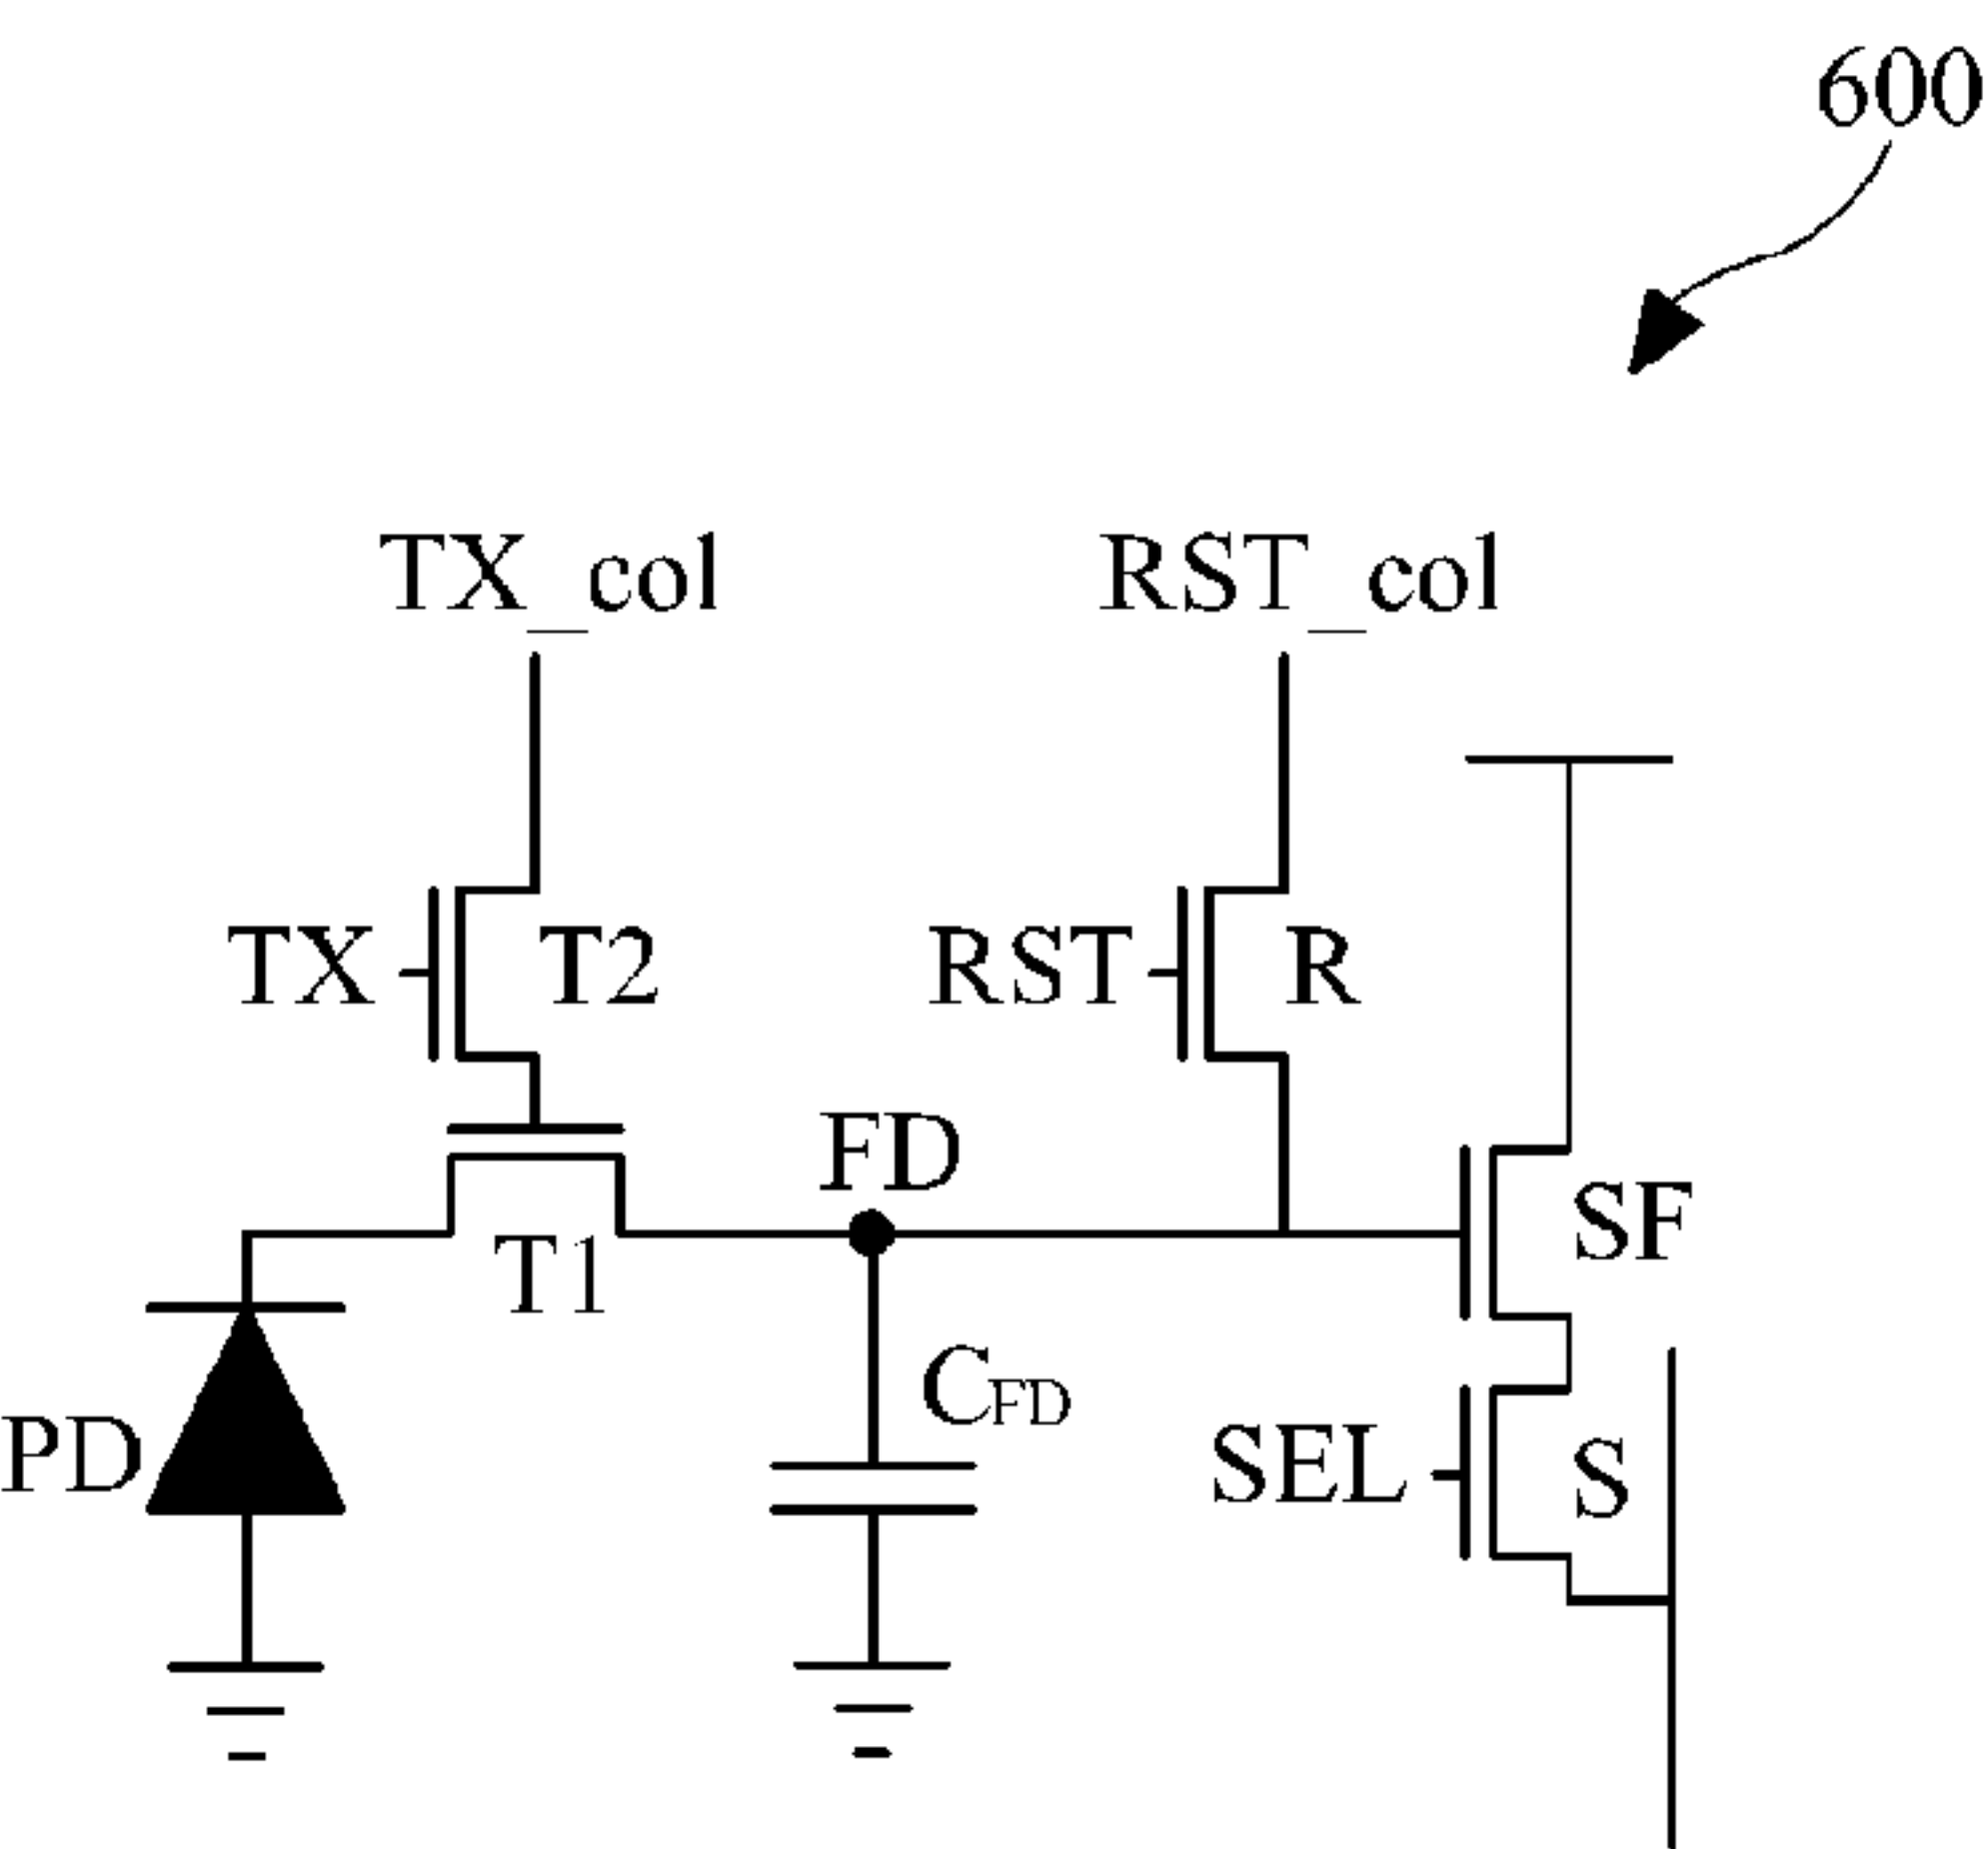 600
TX_col RST_col
TX T2 RST R
FD
SF
T1
CFD
PD SEL S